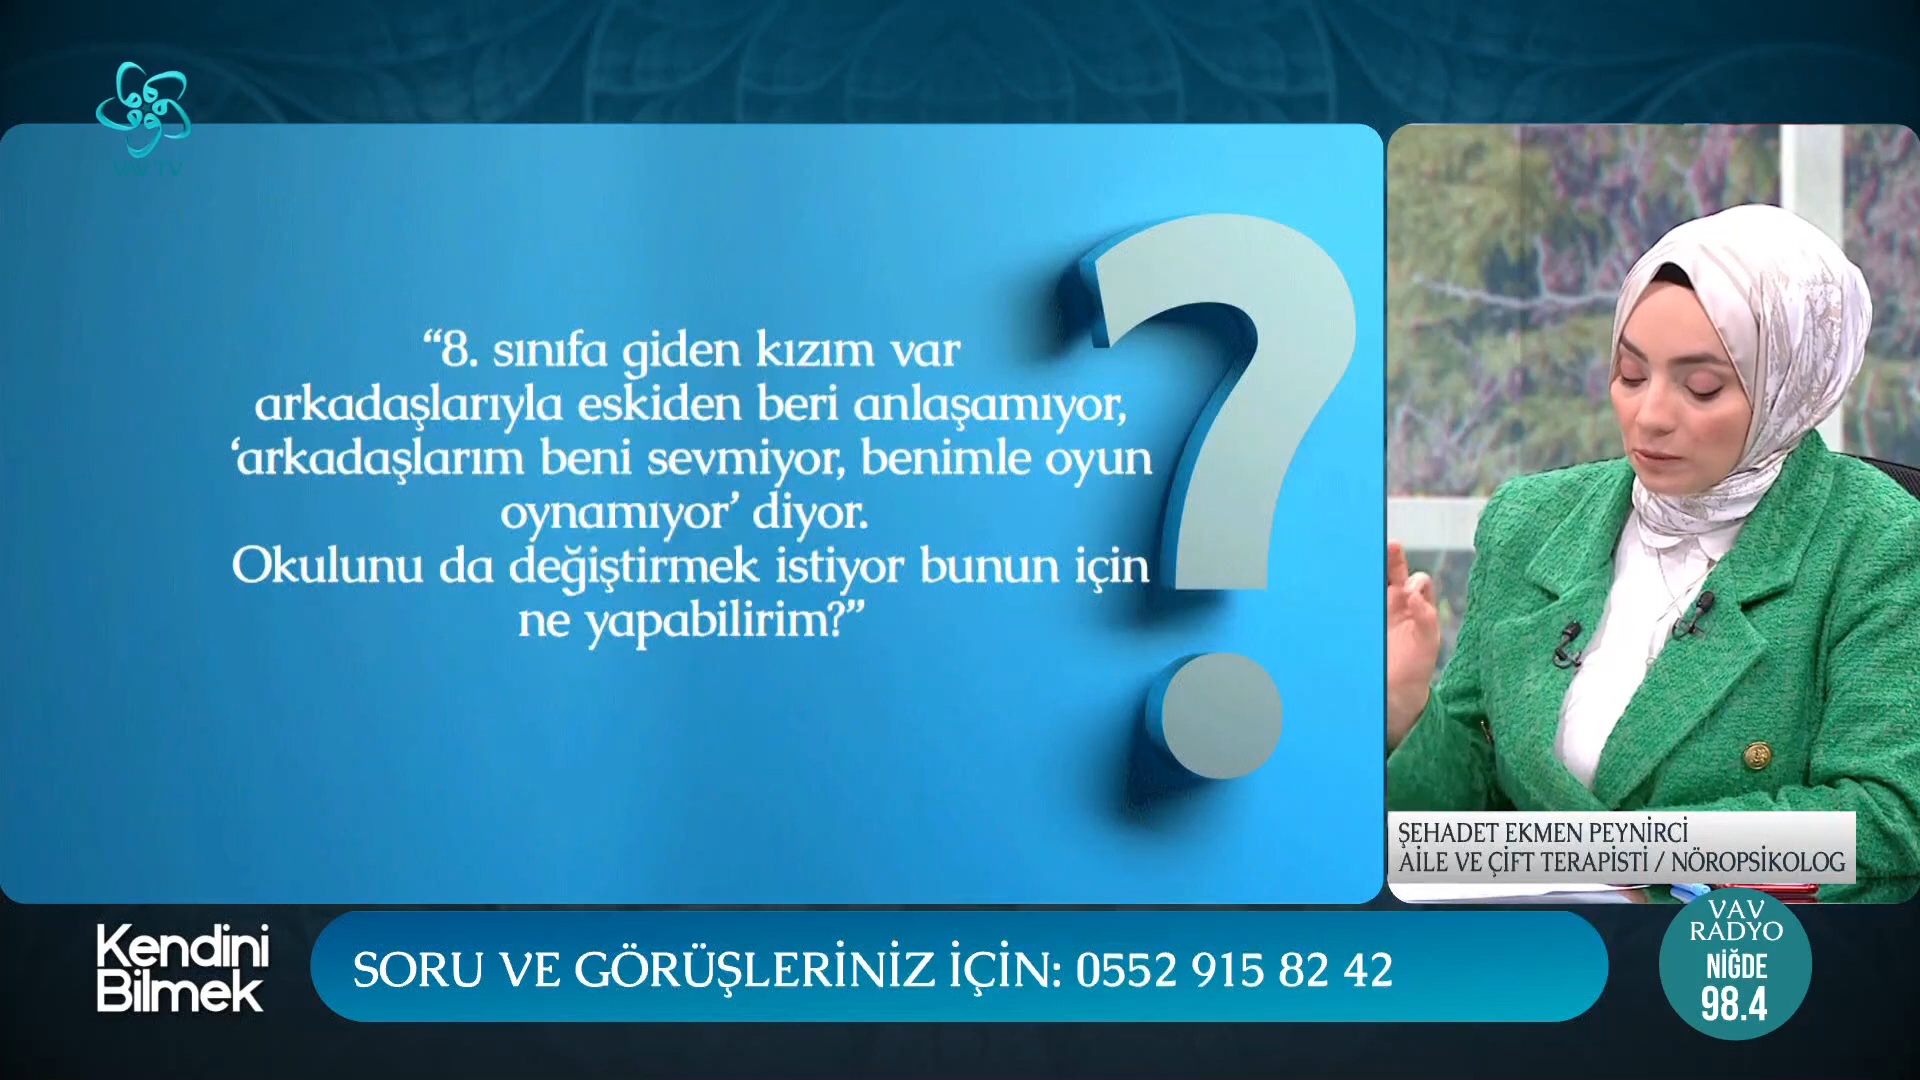 VAV TV
“8. sınıfa giden kızım var
arkadaşlarıyla eskiden beri anlaşamıyor,
‘arkadaşlarım beni sevmiyor, benimle oyun
oynamıyor’ diyor.
Okulunu da değiştirmek istiyor bunun için
ne yapabilirim?”
ŞEHADET EKMEN PEYNİRCİ
AİLE VE ÇİFT TERAPİSTİ / NÖROPSİKOLOG
Kendini
Bilmek
SORU VE GÖRÜŞLERİNİZ İÇİN: 0552 915 82 42
VAV
RADYO
NİĞDE
98.4